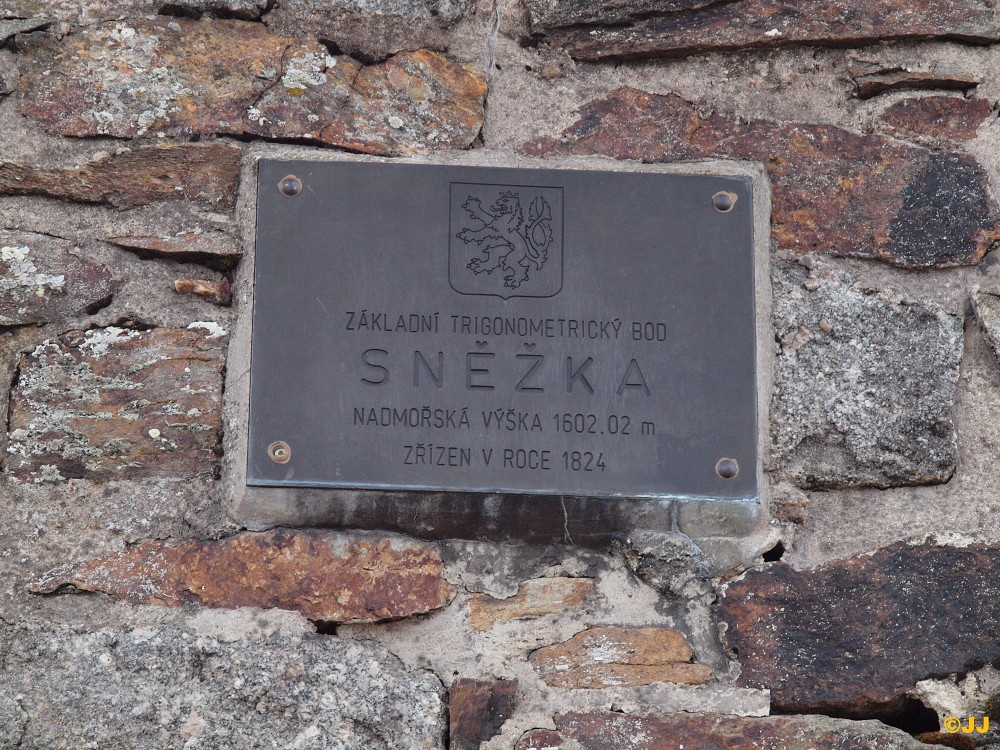 ZÁKLADNÍ TRIGONOMETRICKÝ BOD
SNĚŽKA
NADMOŘSKÁ VÝŠKA 1602,02 m
ZŘÍZEN V ROCE 1824
©JJ